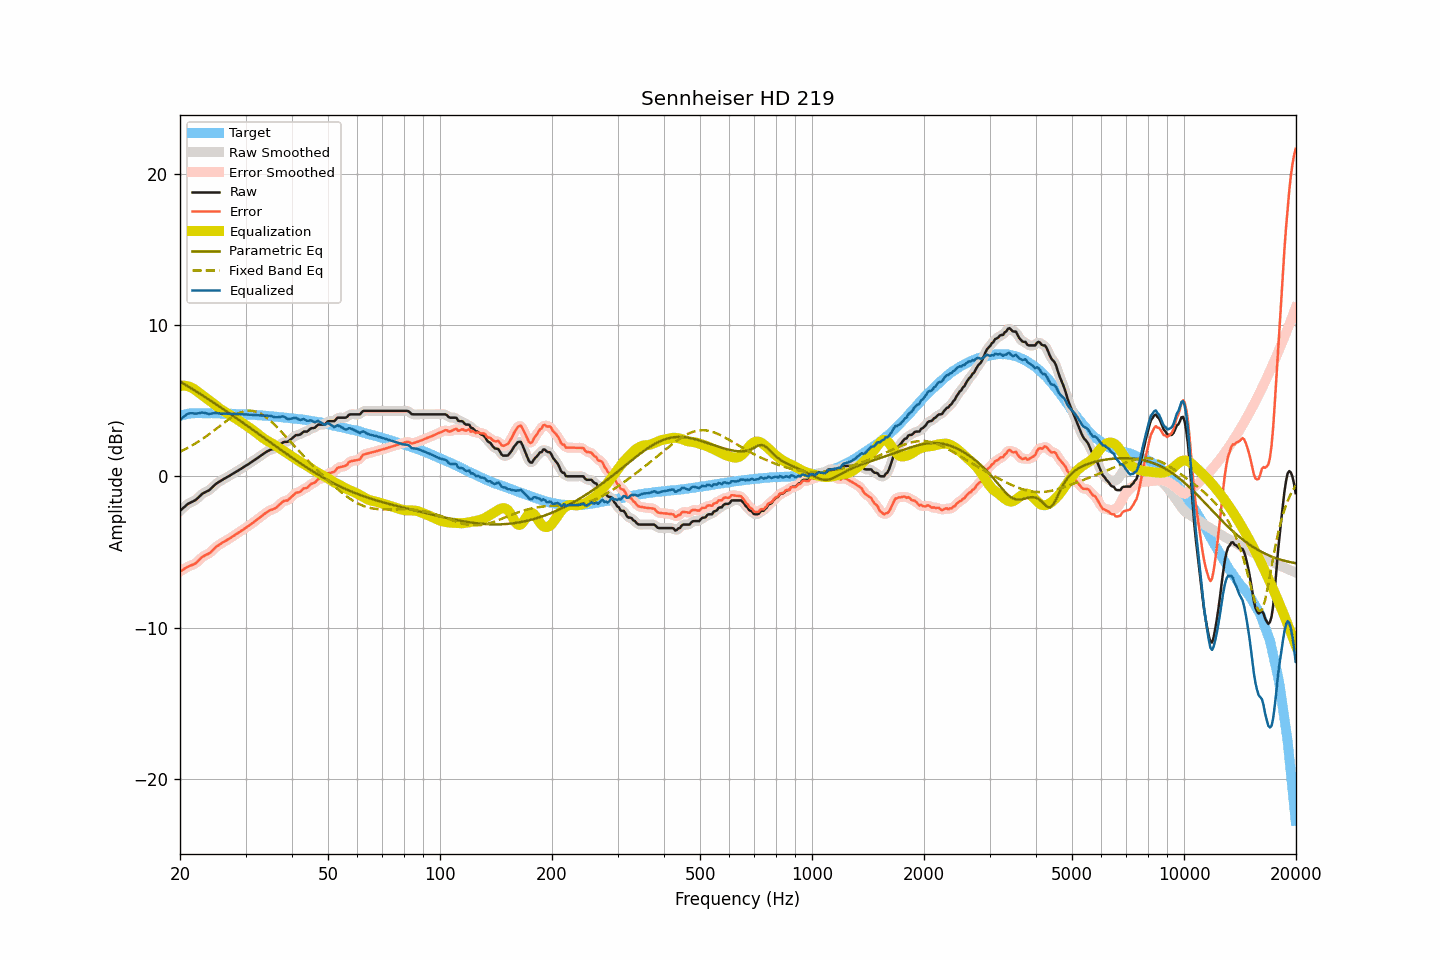 Sennheiser HD 219
Target
Raw Smoothed
Error Smoothed
Raw
Error
Equalization
Parametric Eq
Fixed Band Eq
Equalized
20
10
0
−10
−20
Amplitude (dBr)
20 50 100 200 500 1000 2000 5000 10000 20000
Frequency (Hz)